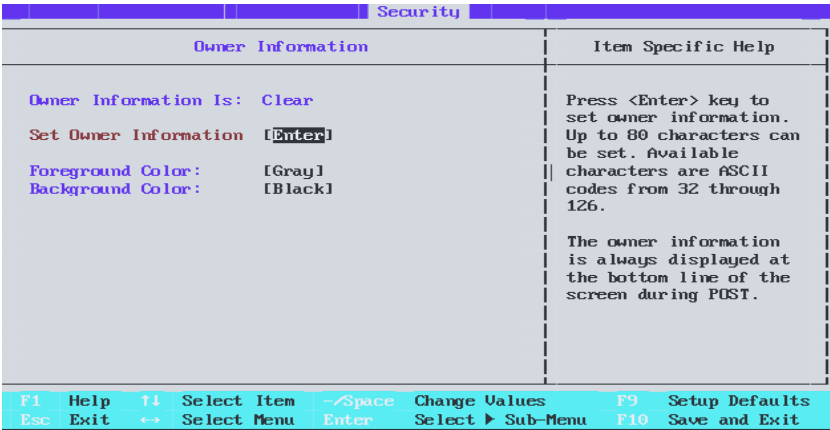 Security
Owner Information
Item Specific Help
Owner Information Is: Clear
Set Owner Information [Enter]
Foreground Color: [Gray]
Background Color: [Black]
Press <Enter> key to
set owner information.
Up to 80 characters can
be set. Available
characters are ASCII
codes from 32 through
126.
The owner information
is always displayed at
the bottom line of the
screen during POST.
F1 Help ↑↓ Select Item -/Space Change Values F9 Setup Defaults
Esc Exit ↔ Select Menu Enter Select ▶ Sub-Menu F10 Save and Exit